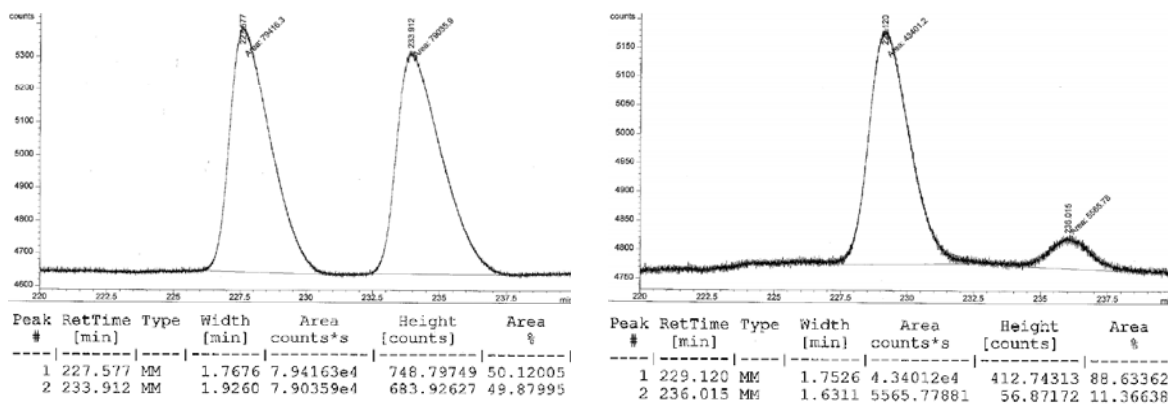 counts
227.577
Area: 79416.3
233.912
Area: 79035.9
5300
5200
5100
5000
4900
4800
4700
4600
220 222.5 225 227.5 230 232.5 235 237.5
Peak RetTime Type Width Area Height Area
# [min] [min] counts*s [counts] %
1 227.577 MM 1.7676 7.94163e4 748.79749 50.12005
2 233.912 MM 1.9260 7.90359e4 683.92627 49.87995
counts
Area: 43401.2
236.015
Area: 5565.78
5150
5100
5050
5000
4950
4900
4850
4800
4750
220 222.5 225 227.5 230 232.5 235 237.5
Peak RetTime Type Width Area Height Area
# [min] [min] counts*s [counts] %
1 229.120 MM 1.7526 4.34012e4 412.74313 88.63362
2 236.015 MM 1.6311 5565.77881 56.87172 11.36638